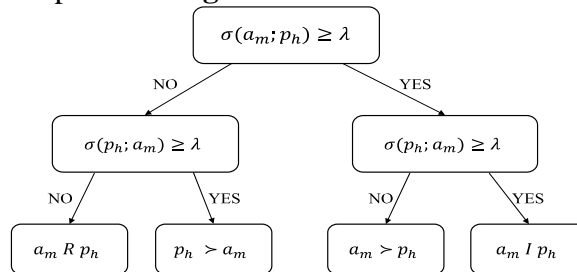 σ(a_m; p_h) ≥ λ
NO YES
σ(p_h; a_m) ≥ λ σ(p_h; a_m) ≥ λ
NO YES NO YES
a_m R p_h p_h ≻ a_m a_m ≻ p_h a_m I p_h